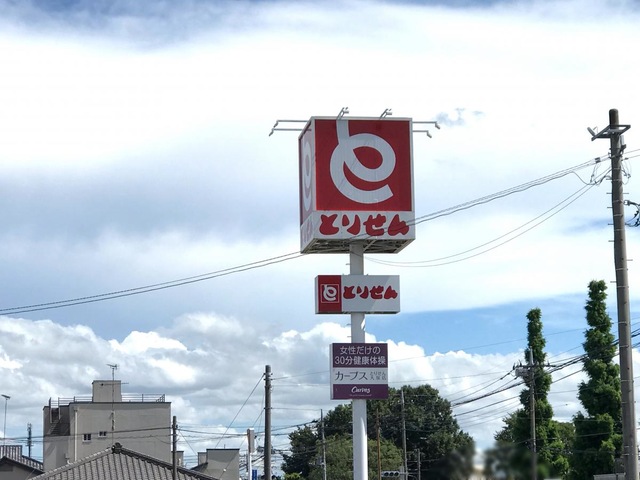 とりせん
とりせん
女性だけの
30分健康体操
カーブス
Curves